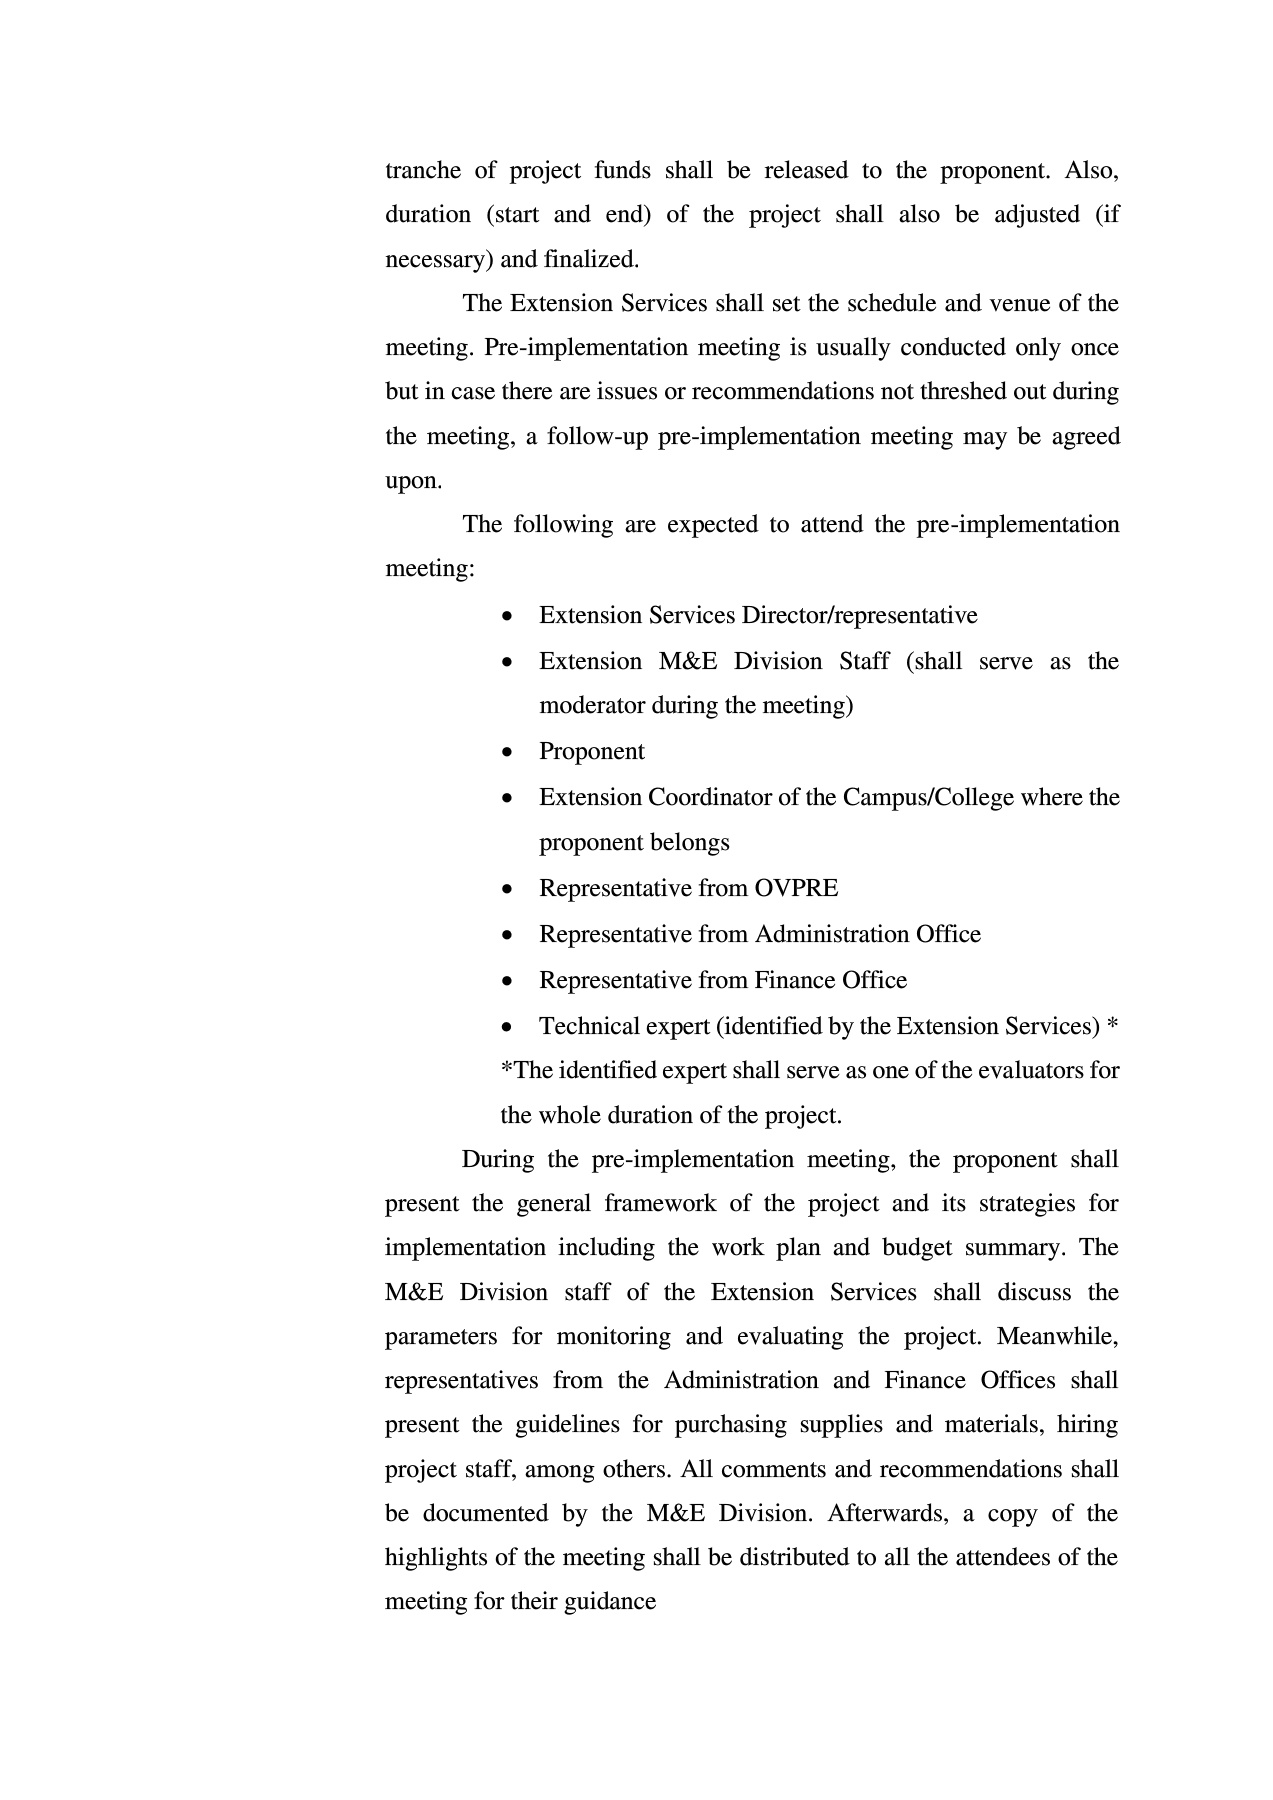 tranche of project funds shall be released to the proponent. Also,
duration (start and end) of the project shall also be adjusted (if
necessary) and finalized.
The Extension Services shall set the schedule and venue of the
meeting. Pre-implementation meeting is usually conducted only once
but in case there are issues or recommendations not threshed out during
the meeting, a follow-up pre-implementation meeting may be agreed
upon.
The following are expected to attend the pre-implementation
meeting:
• Extension Services Director/representative
• Extension M&E Division Staff (shall serve as the
moderator during the meeting)
• Proponent
• Extension Coordinator of the Campus/College where the
proponent belongs
• Representative from OVPRE
• Representative from Administration Office
• Representative from Finance Office
• Technical expert (identified by the Extension Services) *
*The identified expert shall serve as one of the evaluators for
the whole duration of the project.
During the pre-implementation meeting, the proponent shall
present the general framework of the project and its strategies for
implementation including the work plan and budget summary. The
M&E Division staff of the Extension Services shall discuss the
parameters for monitoring and evaluating the project. Meanwhile,
representatives from the Administration and Finance Offices shall
present the guidelines for purchasing supplies and materials, hiring
project staff, among others. All comments and recommendations shall
be documented by the M&E Division. Afterwards, a copy of the
highlights of the meeting shall be distributed to all the attendees of the
meeting for their guidance